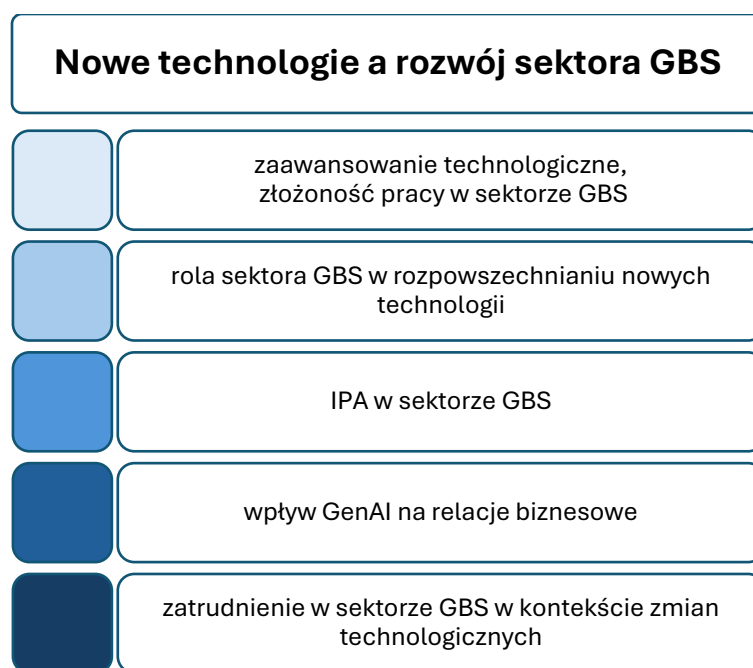 Nowe technologie a rozwój sektora GBS
zaawansowanie technologiczne,
złożoność pracy w sektorze GBS
rola sektora GBS w rozpowszechnianiu nowych
technologii
IPA w sektorze GBS
wpływ GenAI na relacje biznesowe
zatrudnienie w sektorze GBS w kontekście zmian
technologicznych